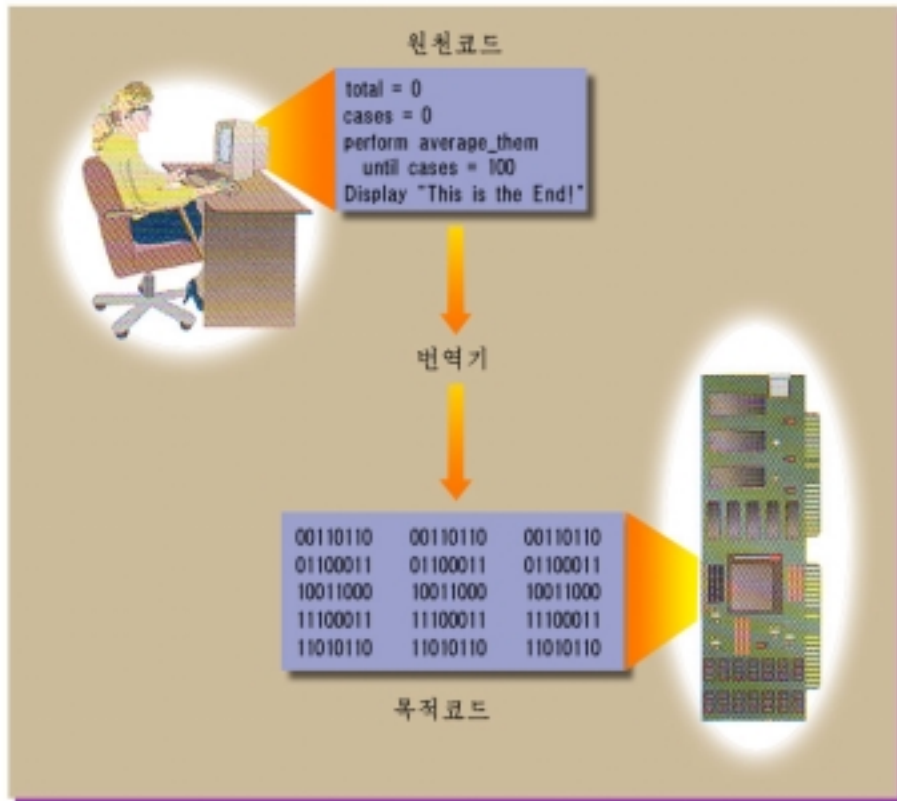 원천코드
total = 0
cases = 0
perform average_them
until cases = 100
Display "This is the End!"
번역기
00110110 00110110 00110110
01100011 01100011 01100011
10011000 10011000 10011000
11100011 11100011 11100011
11010110 11010110 11010110
목적코드